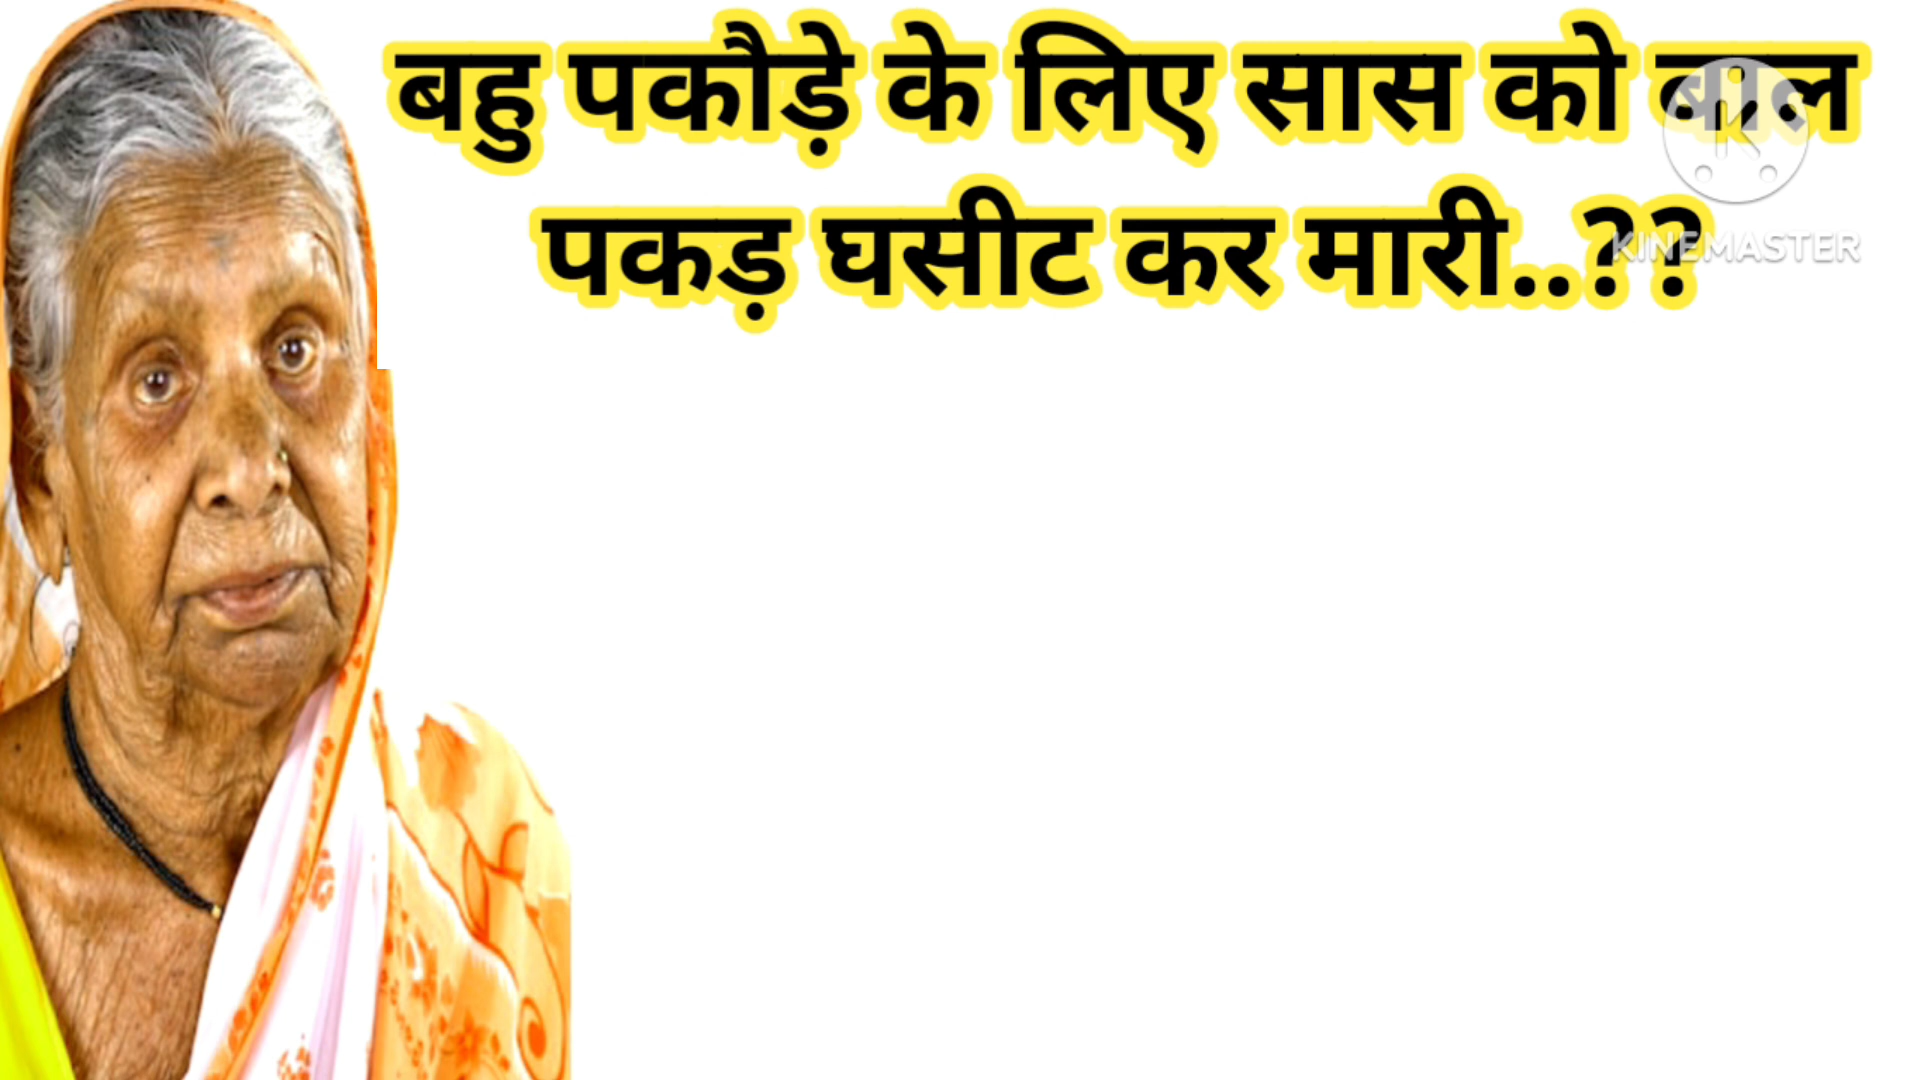 बहु पकौड़े के लिए सास को बाल
पकड़ घसीट कर मारी..??
KINEMASTER